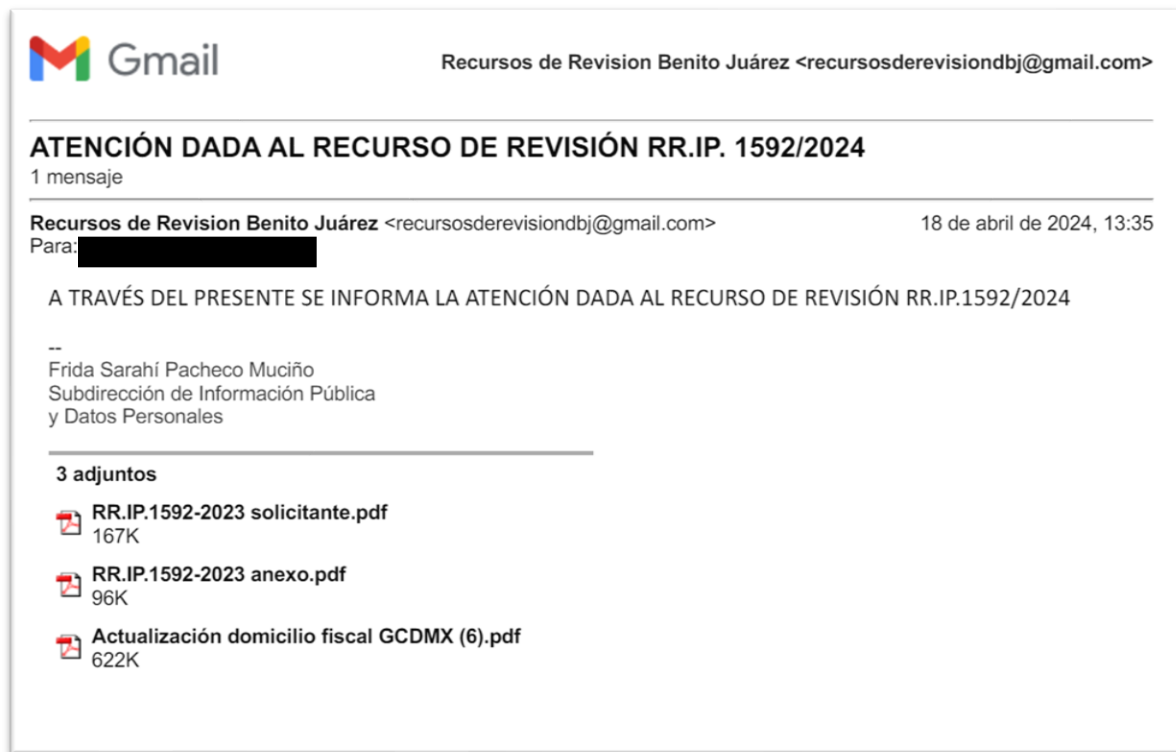 Gmail
Recursos de Revision Benito Juárez <recursosderevisiondbj@gmail.com>
ATENCIÓN DADA AL RECURSO DE REVISIÓN RR.IP. 1592/2024
1 mensaje
Recursos de Revision Benito Juárez <recursosderevisiondbj@gmail.com> 18 de abril de 2024, 13:35
Para:
A TRAVÉS DEL PRESENTE SE INFORMA LA ATENCIÓN DADA AL RECURSO DE REVISIÓN RR.IP.1592/2024
--
Frida Sarahí Pacheco Muciño
Subdirección de Información Pública
y Datos Personales
3 adjuntos
RR.IP.1592-2023 solicitante.pdf
167K
RR.IP.1592-2023 anexo.pdf
96K
Actualización domicilio fiscal GCDMX (6).pdf
622K